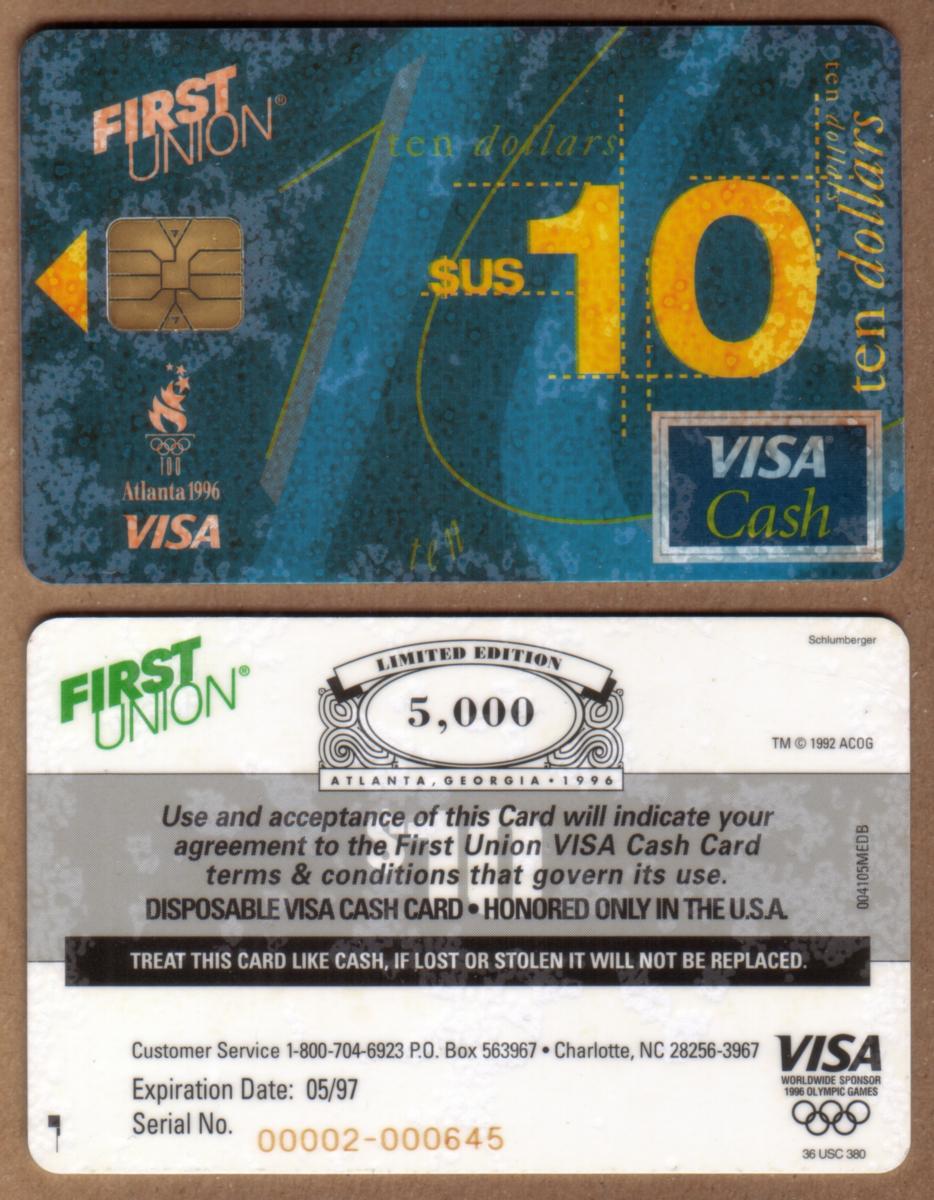 FIRST
UNION®
ten dollars
ten dollars
ten dollars
$US 10
100
Atlanta 1996
VISA
ten
VISA
Cash
FIRST
UNION®
LIMITED EDITION
5,000
ATLANTA, GEORGIA • 1996
Schlumberger
TM © 1992 ACOG
Use and acceptance of this Card will indicate your
agreement to the First Union VISA Cash Card
terms & conditions that govern its use.
DISPOSABLE VISA CASH CARD • HONORED ONLY IN THE U.S.A.
004105MEDB
TREAT THIS CARD LIKE CASH, IF LOST OR STOLEN IT WILL NOT BE REPLACED.
Customer Service 1-800-704-6923 P.O. Box 563967 • Charlotte, NC 28256-3967
Expiration Date: 05/97
Serial No. 00002-000645
VISA
WORLDWIDE SPONSOR
1996 OLYMPIC GAMES
36 USC 380